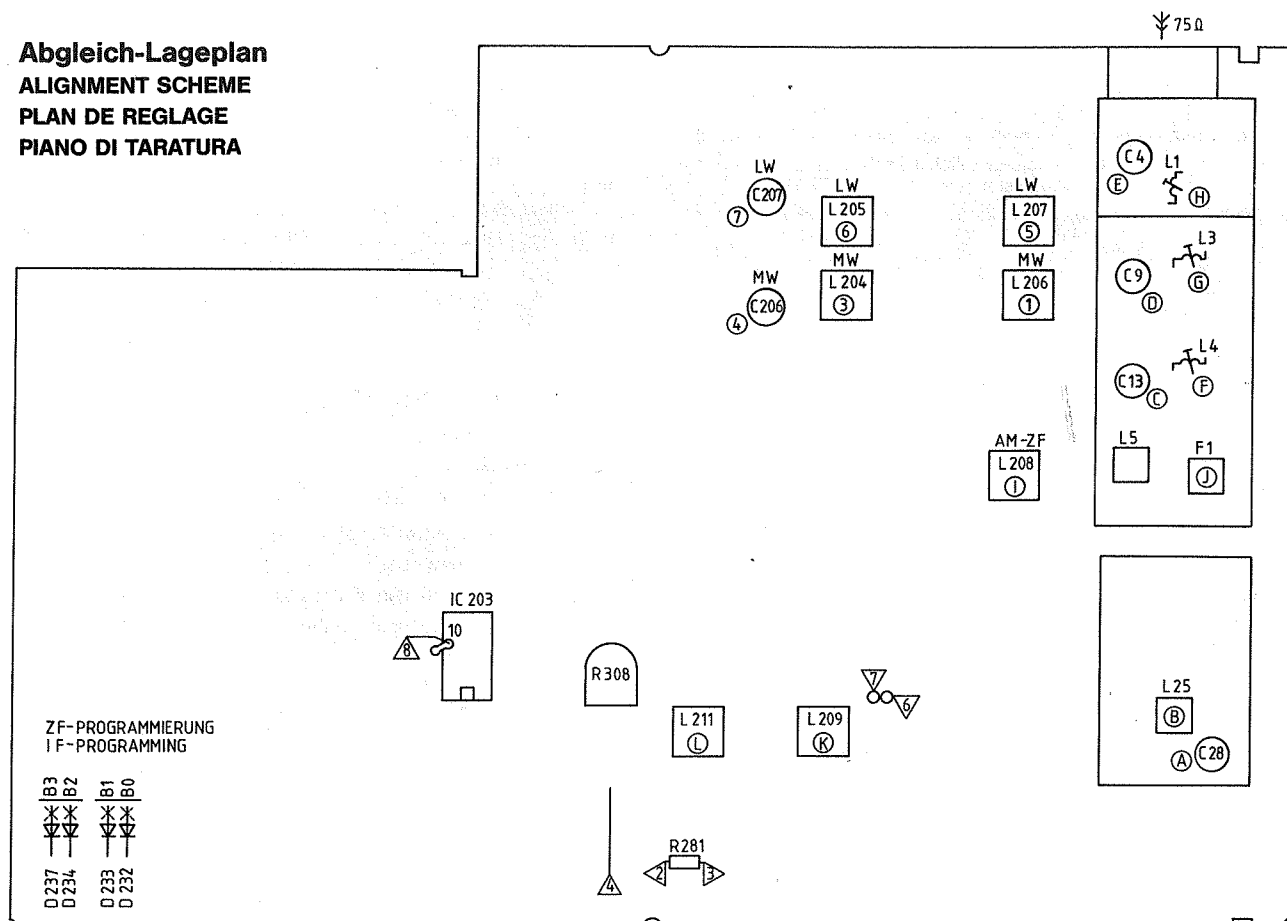 Abgleich-Lageplan
ALIGNMENT SCHEME
PLAN DE REGLAGE
PIANO DI TARATURA
75Ω
C4
E
L1
H
LW
C207
7
LW
L205
6
LW
L207
5
L3
G
C9
D
MW
C206
4
MW
L204
3
MW
L206
1
L4
F
C13
C
AM-ZF
L208
I
L5
F1
J
IC 203
10
8
R308
7
6
L211
L
L209
K
L25
B
A
C28
ZF-PROGRAMMIERUNG
IF-PROGRAMMING
B3
B2
B1
B0
D237
D234
D233
D232
4
R281
2
3